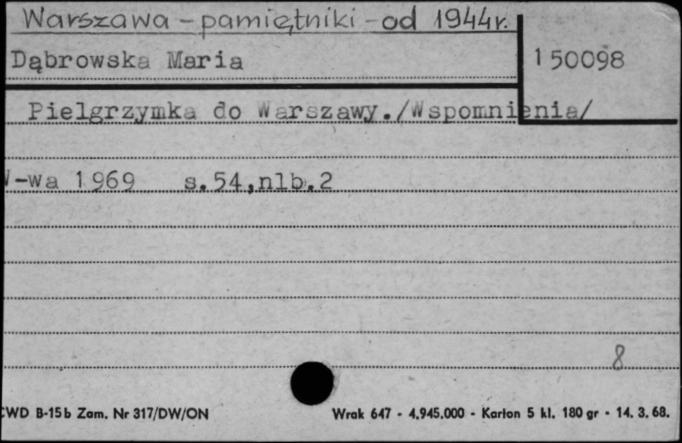 Warszawa - pamiętniki - od 1944r.
Dąbrowska Maria
150098
Pielgrzymka do Warszawy./Wspomnienia/
W-wa 1969 s.54,nlb.2
8
CWD B-15b Zam. Nr 317/DW/ON
Wrak 647 - 4.945.000 - Karton 5 kl. 180 gr - 14. 3. 68.